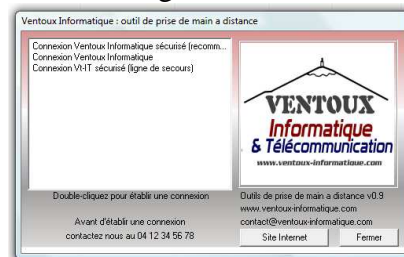 Ventoux Informatique : outil de prise de main a distance
Connexion Ventoux Informatique sécurisé (recomm...
Connexion Ventoux Informatique
Connexion Vt-IT sécurisé (ligne de secours)
VENTOUX
Informatique
& Télécommunication
www.ventoux-informatique.com
Double-cliquez pour établir une connexion
Avant d'établir une connexion
contactez nous au 04 12 34 56 78
Outils de prise de main a distance v0.9
www.ventoux-informatique.com
contact@ventoux-informatique.com
Site Internet
Fermer